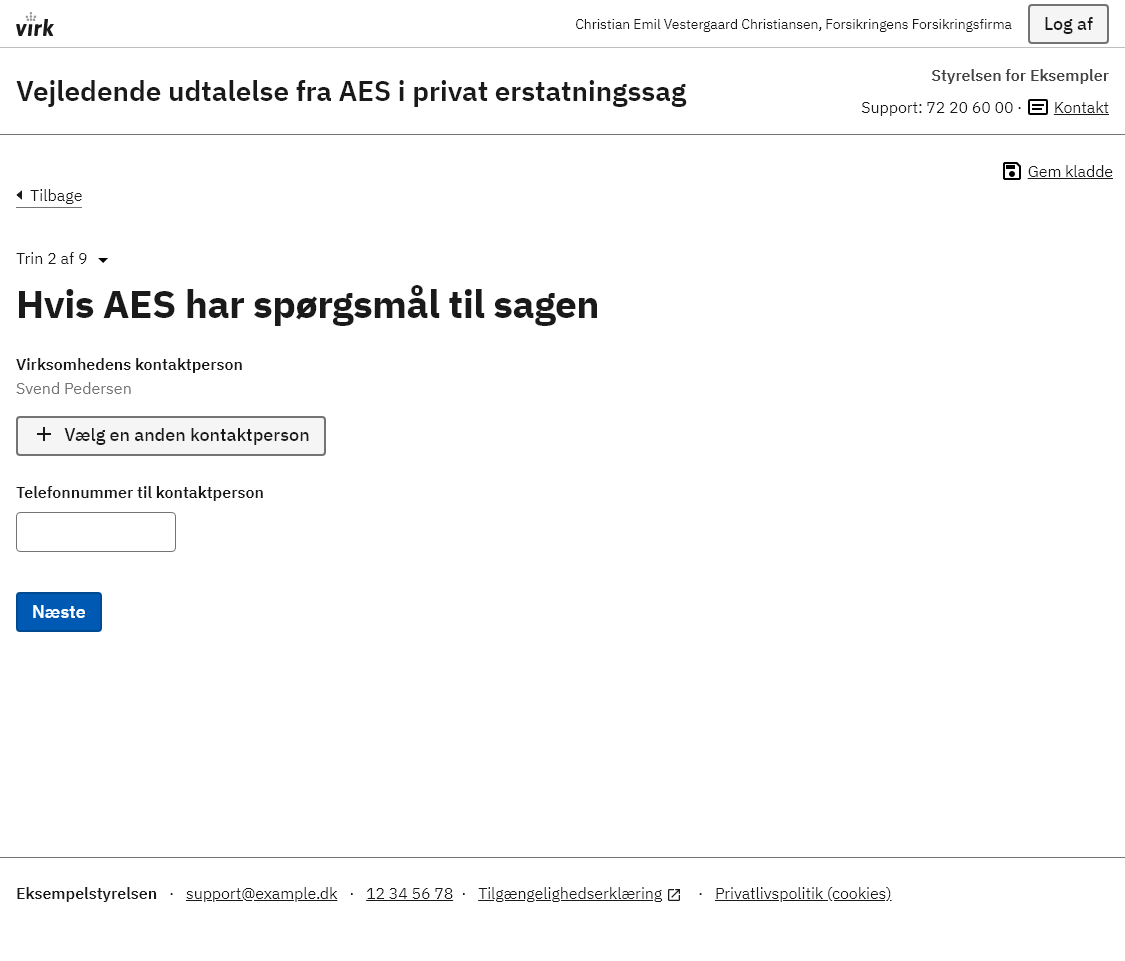 virk
Christian Emil Vestergaard Christiansen, Forsikringens Forsikringsfirma
Log af
Vejledende udtalelse fra AES i privat erstatningssag
Styrelsen for Eksempler
Support: 72 20 60 00 · Kontakt
Gem kladde
Tilbage
Trin 2 af 9
Hvis AES har spørgsmål til sagen
Virksomhedens kontaktperson
Svend Pedersen
Vælg en anden kontaktperson
Telefonnummer til kontaktperson
Næste
Eksempelstyrelsen · support@example.dk · 12 34 56 78 · Tilgængelighedserklæring · Privatlivspolitik (cookies)